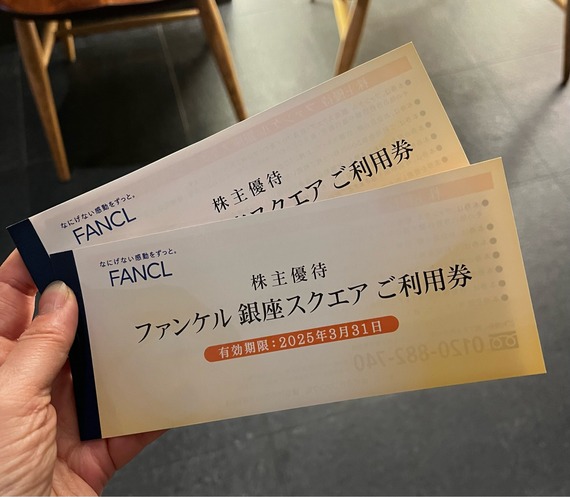 なにげない感動をずっと。
FANCL
株主優待
スクエア ご利用券
なにげない感動をずっと。
FANCL
株主優待
ファンケル 銀座スクエア ご利用券
有効期限：2025年3月31日
0120-882-740